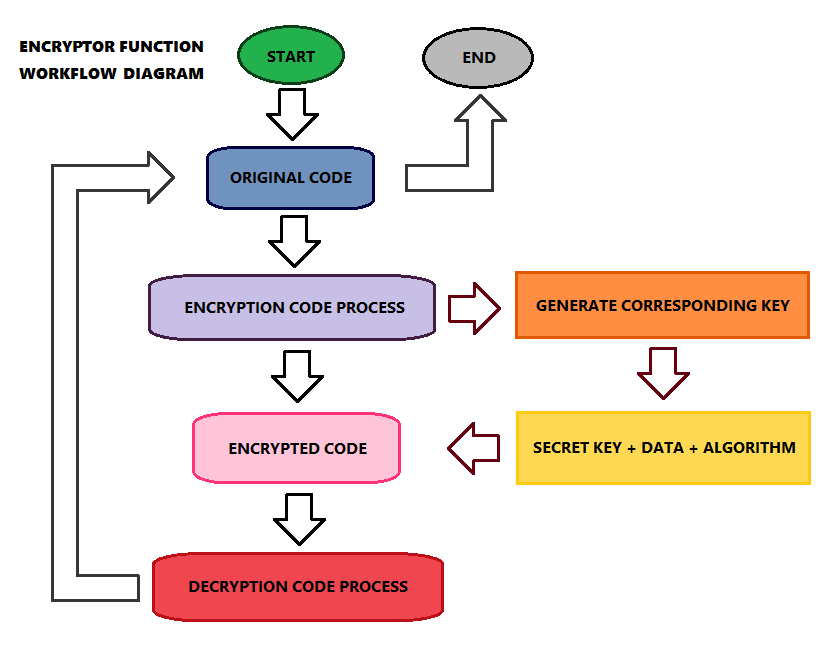 ENCRYPTOR FUNCTION
WORKFLOW DIAGRAM
START
END
ORIGINAL CODE
ENCRYPTION CODE PROCESS
GENERATE CORRESPONDING KEY
ENCRYPTED CODE
SECRET KEY + DATA + ALGORITHM
DECRYPTION CODE PROCESS